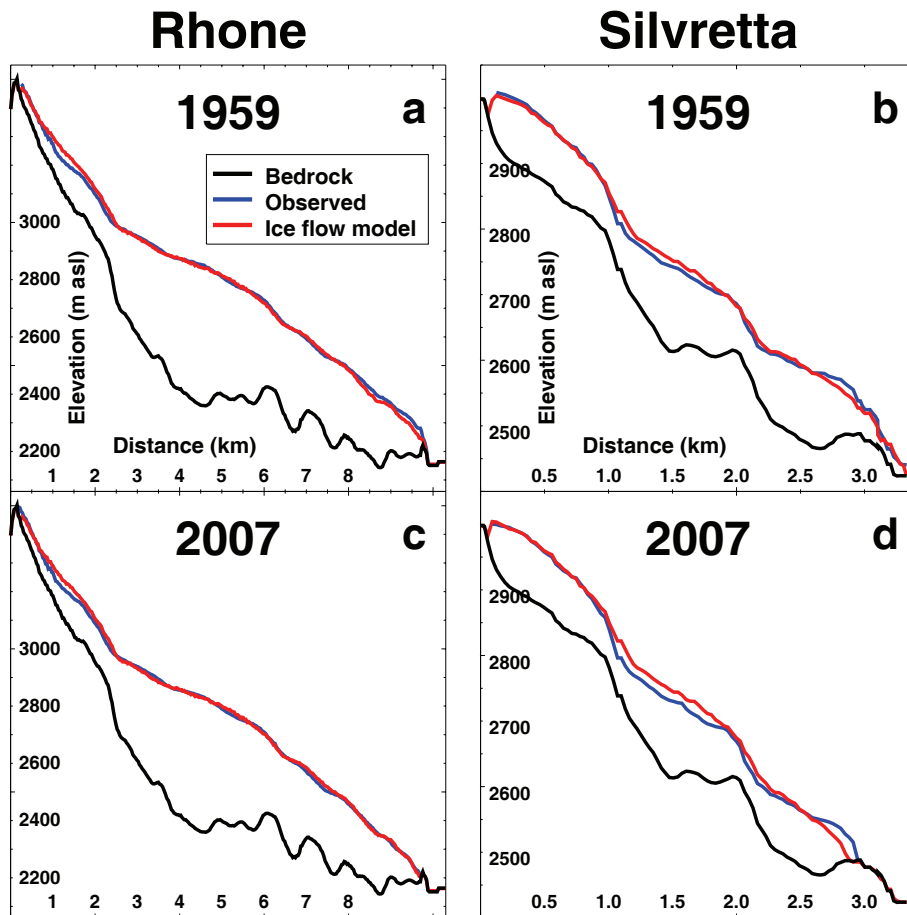 Rhone
Silvretta
1959
a
Bedrock
Observed
Ice flow model
3000
2800
2600
2400
2200
Elevation (m asl)
Distance (km)
1 2 3 4 5 6 7 8
1959
b
2900
2800
2700
2600
2500
Elevation (m asl)
Distance (km)
0.5 1.0 1.5 2.0 2.5 3.0
2007
c
3000
2800
2600
2400
2200
1 2 3 4 5 6 7 8
2007
d
2900
2800
2700
2600
2500
0.5 1.0 1.5 2.0 2.5 3.0